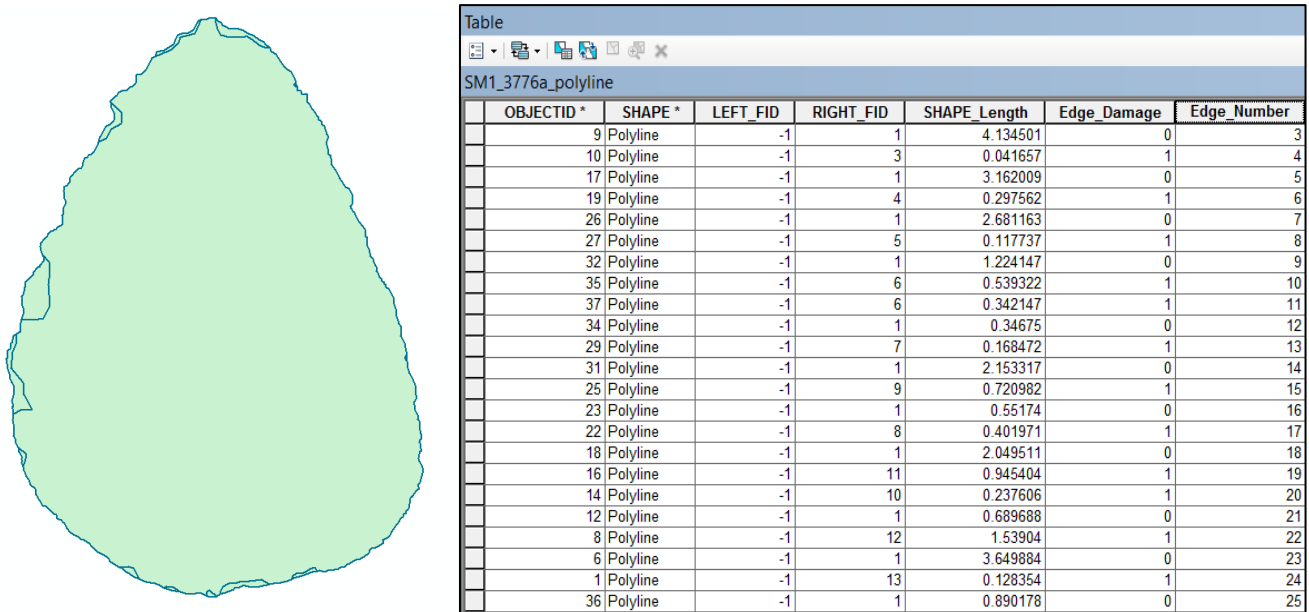 Table
SM1_3776a_polyline
OBJECTID * SHAPE * LEFT_FID RIGHT_FID SHAPE_Length Edge_Damage Edge_Number
9 Polyline -1 1 4.134501 0 3
10 Polyline -1 3 0.041657 1 4
17 Polyline -1 1 3.162009 0 5
19 Polyline -1 4 0.297562 1 6
26 Polyline -1 1 2.681163 0 7
27 Polyline -1 5 0.117737 1 8
32 Polyline -1 1 1.224147 0 9
35 Polyline -1 6 0.539322 1 10
37 Polyline -1 6 0.342147 1 11
34 Polyline -1 1 0.34675 0 12
29 Polyline -1 7 0.168472 1 13
31 Polyline -1 1 2.153317 0 14
25 Polyline -1 9 0.720982 1 15
23 Polyline -1 1 0.55174 0 16
22 Polyline -1 8 0.401971 1 17
18 Polyline -1 1 2.049511 0 18
16 Polyline -1 11 0.945404 1 19
14 Polyline -1 10 0.237606 1 20
12 Polyline -1 1 0.689688 0 21
8 Polyline -1 12 1.53904 1 22
6 Polyline -1 1 3.649884 0 23
1 Polyline -1 13 0.128354 1 24
36 Polyline -1 1 0.890178 0 25